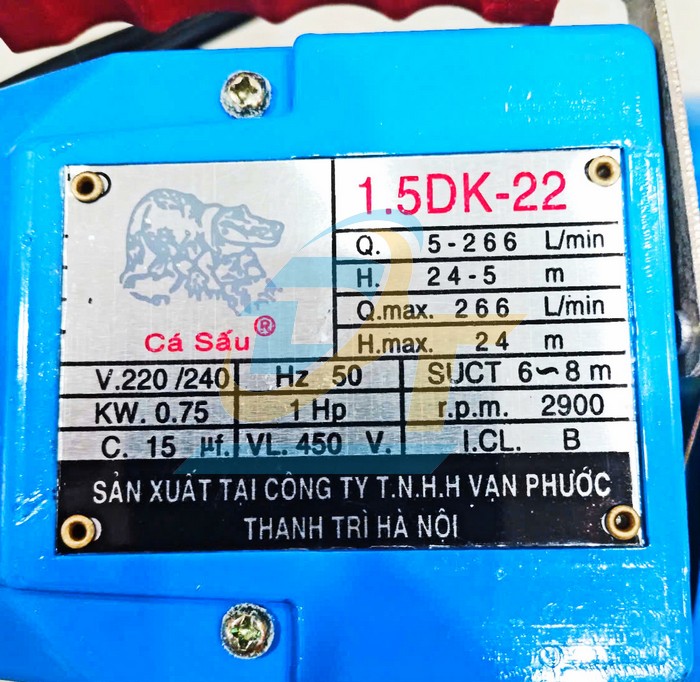 1.5DK-22
Q. 5-266 L/min
H. 24-5 m
Q.max. 266 L/min
H.max. 24 m
Cá Sấu ®
V.220/240 Hz 50 SUCT 6∽8 m
KW. 0.75 1 Hp r.p.m. 2900
C. 15 µf. VL. 450 V. I.CL. B
SẢN XUẤT TẠI CÔNG TY T.N.H.H VẠN PHƯỚC
THANH TRÌ HÀ NỘI